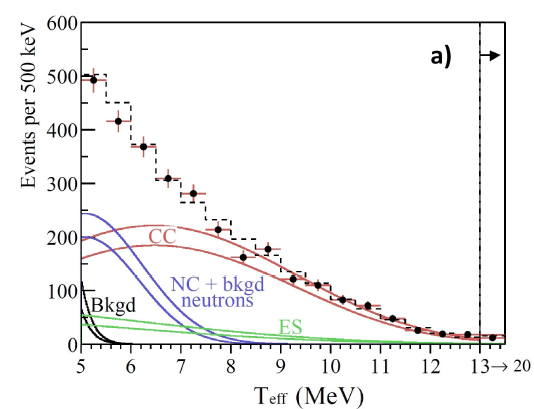 600
500
400
300
200
100
0
Events per 500 keV
a)
CC
NC + bkgd
neutrons
Bkgd
ES
5 6 7 8 9 10 11 12 13→ 20
Teff (MeV)